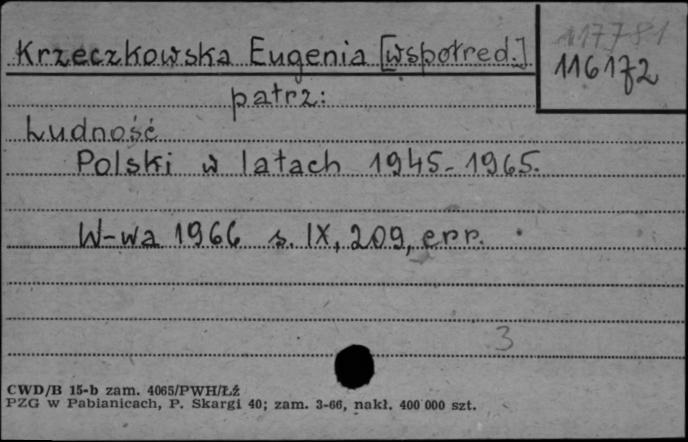 Krzeczkowska Eugenia [współred.]
117781
116172
patrz:
Ludność
Polski w latach 1945-1965.
W-wa 1966 s. IX, 209, err.
3
CWD/B 15-b zam. 4065/PWH/Łź
PZG w Pabianicach, P. Skargi 40; zam. 3-66, nakł. 400 000 szt.